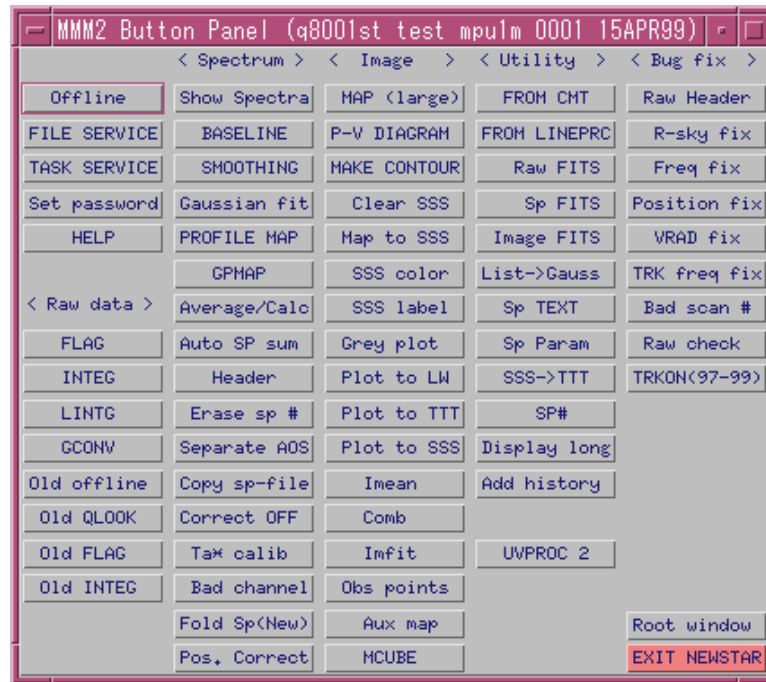 MMM2 Button Panel (q8001st test mpu1m 0001 15APR99)
< Spectrum > < Image > < Utility > < Bug fix >
Offline Show Spectra MAP (large) FROM CMT Raw Header
FILE SERVICE BASELINE P-V DIAGRAM FROM LINEPRC R-sky fix
TASK SERVICE SMOOTHING MAKE CONTOUR Raw FITS Freq fix
Set password Gaussian fit Clear SSS Sp FITS Position fix
HELP PROFILE MAP Map to SSS Image FITS VRAD fix
GPMAP SSS color List->Gauss TRK freq fix
< Raw data > Average/Calc SSS label Sp TEXT Bad scan #
FLAG Auto SP sum Grey plot Sp Param Raw check
INTEG Header Plot to LW SSS->TTT TRKON(97-99)
LINTG Erase sp # Plot to TTT SP#
GCONV Separate AOS Plot to SSS Display long
Old offline Copy sp-file Imean Add history
Old QLOOK Correct OFF Comb
Old FLAG Ta* calib Imfit UVPROC 2
Old INTEG Bad channel Obs points
Fold Sp(New) Aux map Root window
Pos. Correct MCUBE EXIT NEWSTAR